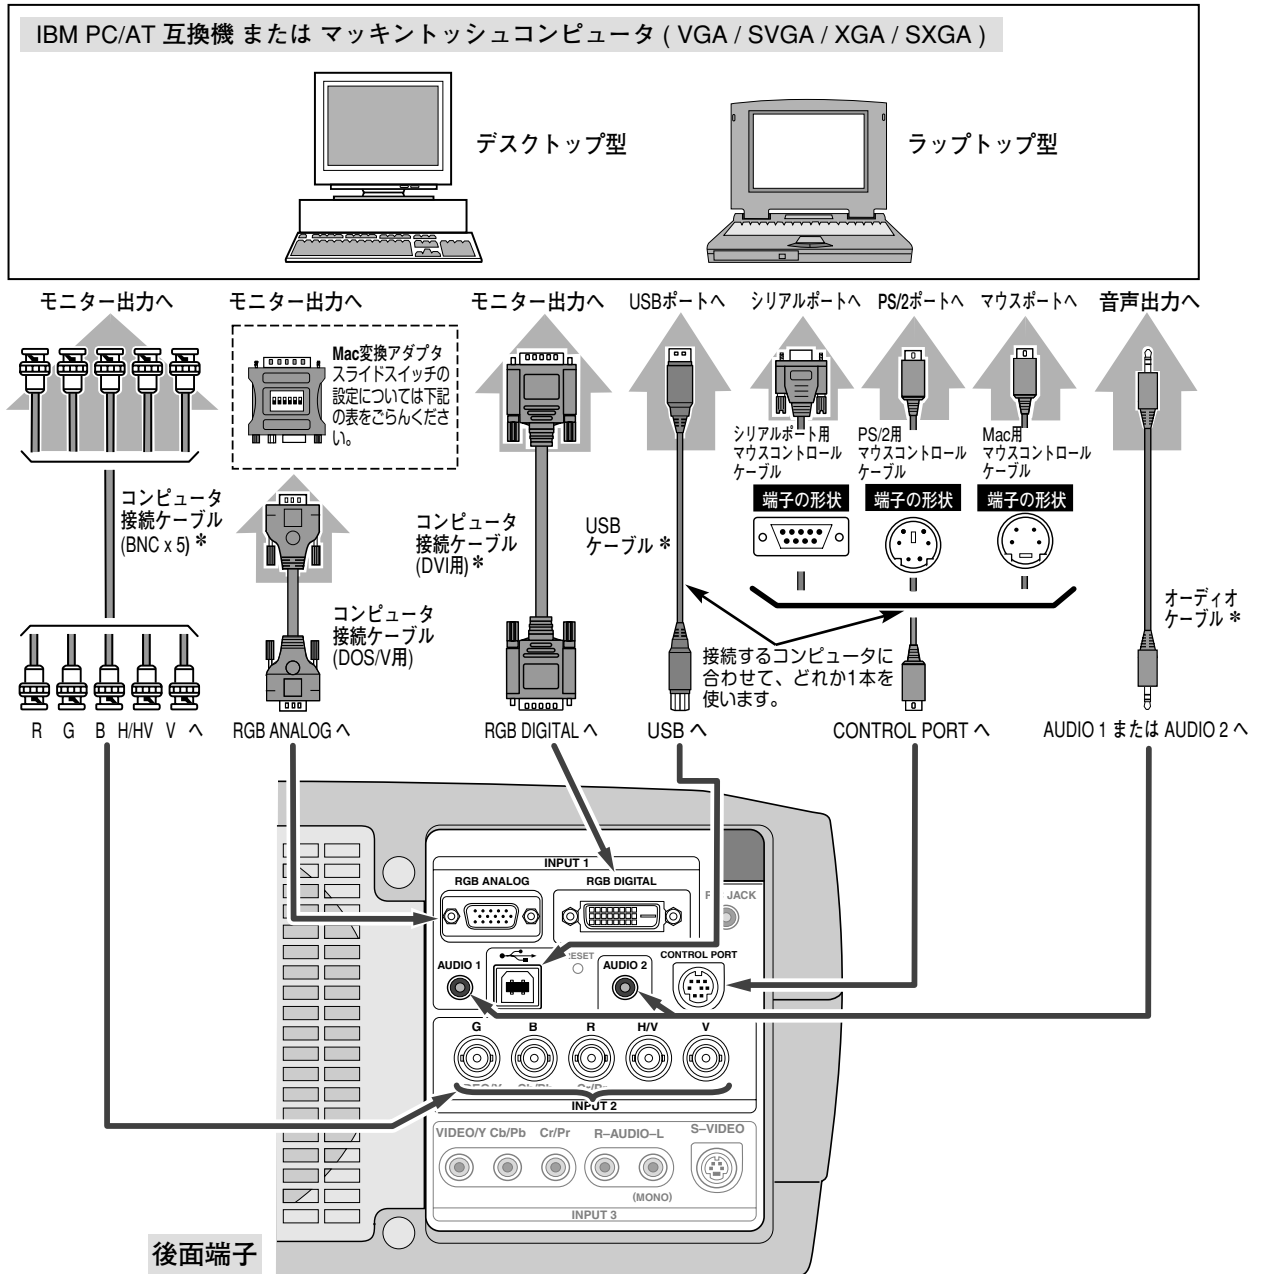 IBM PC/AT 互換機 または マッキントッシュコンピュータ ( VGA / SVGA / XGA / SXGA )
デスクトップ型
ラップトップ型
モニター出力へ
モニター出力へ
モニター出力へ
USBポートへ
シリアルポートへ
PS/2ポートへ
マウスポートへ
音声出力へ
Mac変換アダプタ
スライドスイッチの
設定については下記
の表をごらんくださ
い。
シリアルポート用
マウスコントロール
ケーブル
PS/2用
マウスコントロール
ケーブル
Mac用
マウスコントロール
ケーブル
端子の形状
端子の形状
端子の形状
コンピュータ
接続ケーブル
(BNC x 5) *
コンピュータ
接続ケーブル
(DVI用) *
USB
ケーブル *
コンピュータ
接続ケーブル
(DOS/V用)
オーディオ
ケーブル *
接続するコンピュータに
合わせて、どれか1本を
使います。
R G B H/HV V へ
RGB ANALOG へ
RGB DIGITAL へ
USB へ
CONTROL PORT へ
AUDIO 1 または AUDIO 2 へ
INPUT 1
RGB ANALOG
RGB DIGITAL
JACK
AUDIO 1
AUDIO 2
CONTROL PORT
G B R H/V V
INPUT 2
VIDEO/Y Cb/Pb Cr/Pr R–AUDIO–L S–VIDEO
(MONO)
INPUT 3
後面端子